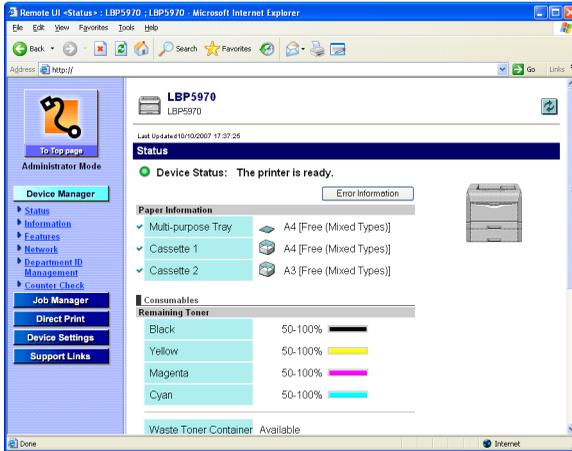 Remote UI <Status> : LBP5970 ; LBP5970 - Microsoft Internet Explorer
File Edit View Favorites Tools Help
Back Search Favorites
Address http:// Go Links
LBP5970
LBP5970
Last Updated10/10/2007 17:37:25
To Top page
Administrator Mode
Device Manager
Status
Information
Features
Network
Department ID
Management
Counter Check
Job Manager
Direct Print
Device Settings
Support Links
Status
Device Status: The printer is ready.
Error Information
Paper Information
Multi-purpose Tray A4 [Free (Mixed Types)]
Cassette 1 A4 [Free (Mixed Types)]
Cassette 2 A3 [Free (Mixed Types)]
Consumables
Remaining Toner
Black 50-100%
Yellow 50-100%
Magenta 50-100%
Cyan 50-100%
Waste Toner Container Available
Done Internet